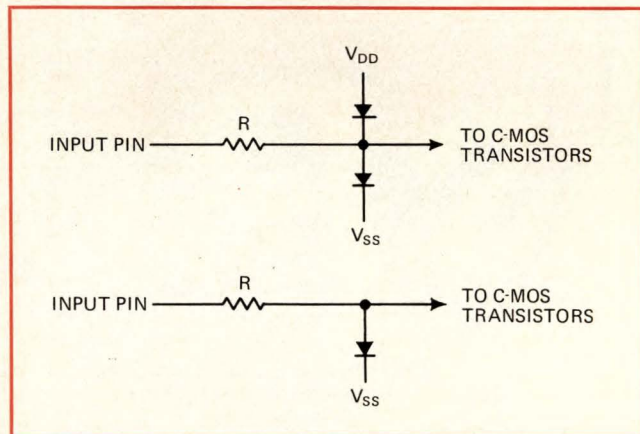 V_DD
R
INPUT PIN
TO C-MOS
TRANSISTORS
V_SS
R
INPUT PIN
TO C-MOS
TRANSISTORS
V_SS